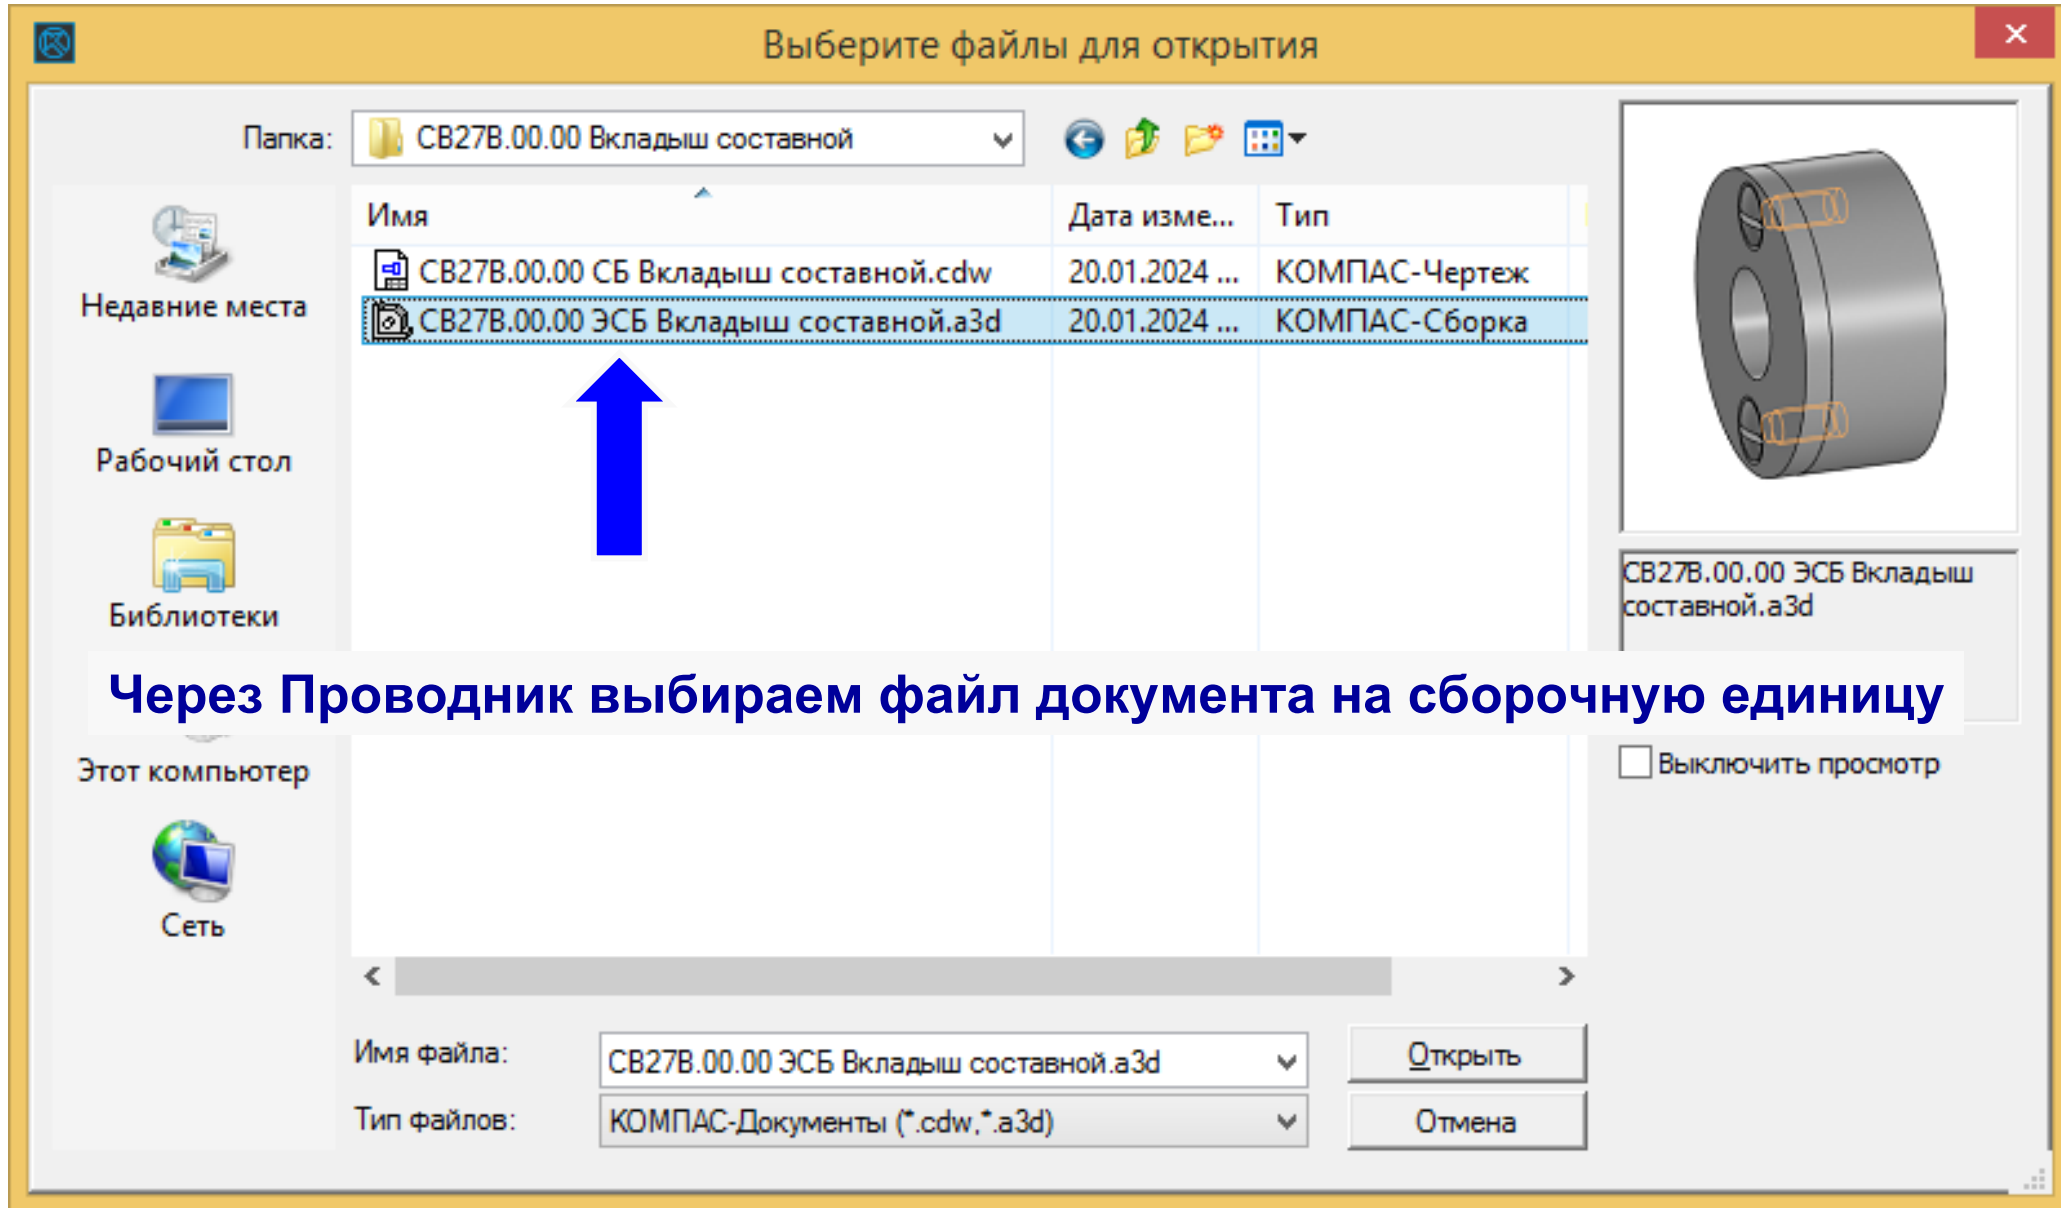 Выберите файлы для открытия
Папка:
СВ27В.00.00 Вкладыш составной
Имя
Дата изме...
Тип
СВ27В.00.00 СБ Вкладыш составной.cdw
20.01.2024 ...
КОМПАС-Чертеж
СВ27В.00.00 ЭСБ Вкладыш составной.a3d
20.01.2024 ...
КОМПАС-Сборка
Недавние места
Рабочий стол
Библиотеки
Этот компьютер
Сеть
СВ27В.00.00 ЭСБ Вкладыш
составной.a3d
Через Проводник выбираем файл документа на сборочную единицу
Выключить просмотр
Имя файла:
СВ27В.00.00 ЭСБ Вкладыш составной.a3d
Открыть
Тип файлов:
КОМПАС-Документы (*.cdw,*.a3d)
Отмена